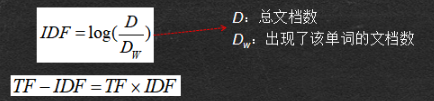 IDF = log(D/D_W)
D：总文档数
D_w：出现了该单词的文档数
TF − IDF = TF × IDF